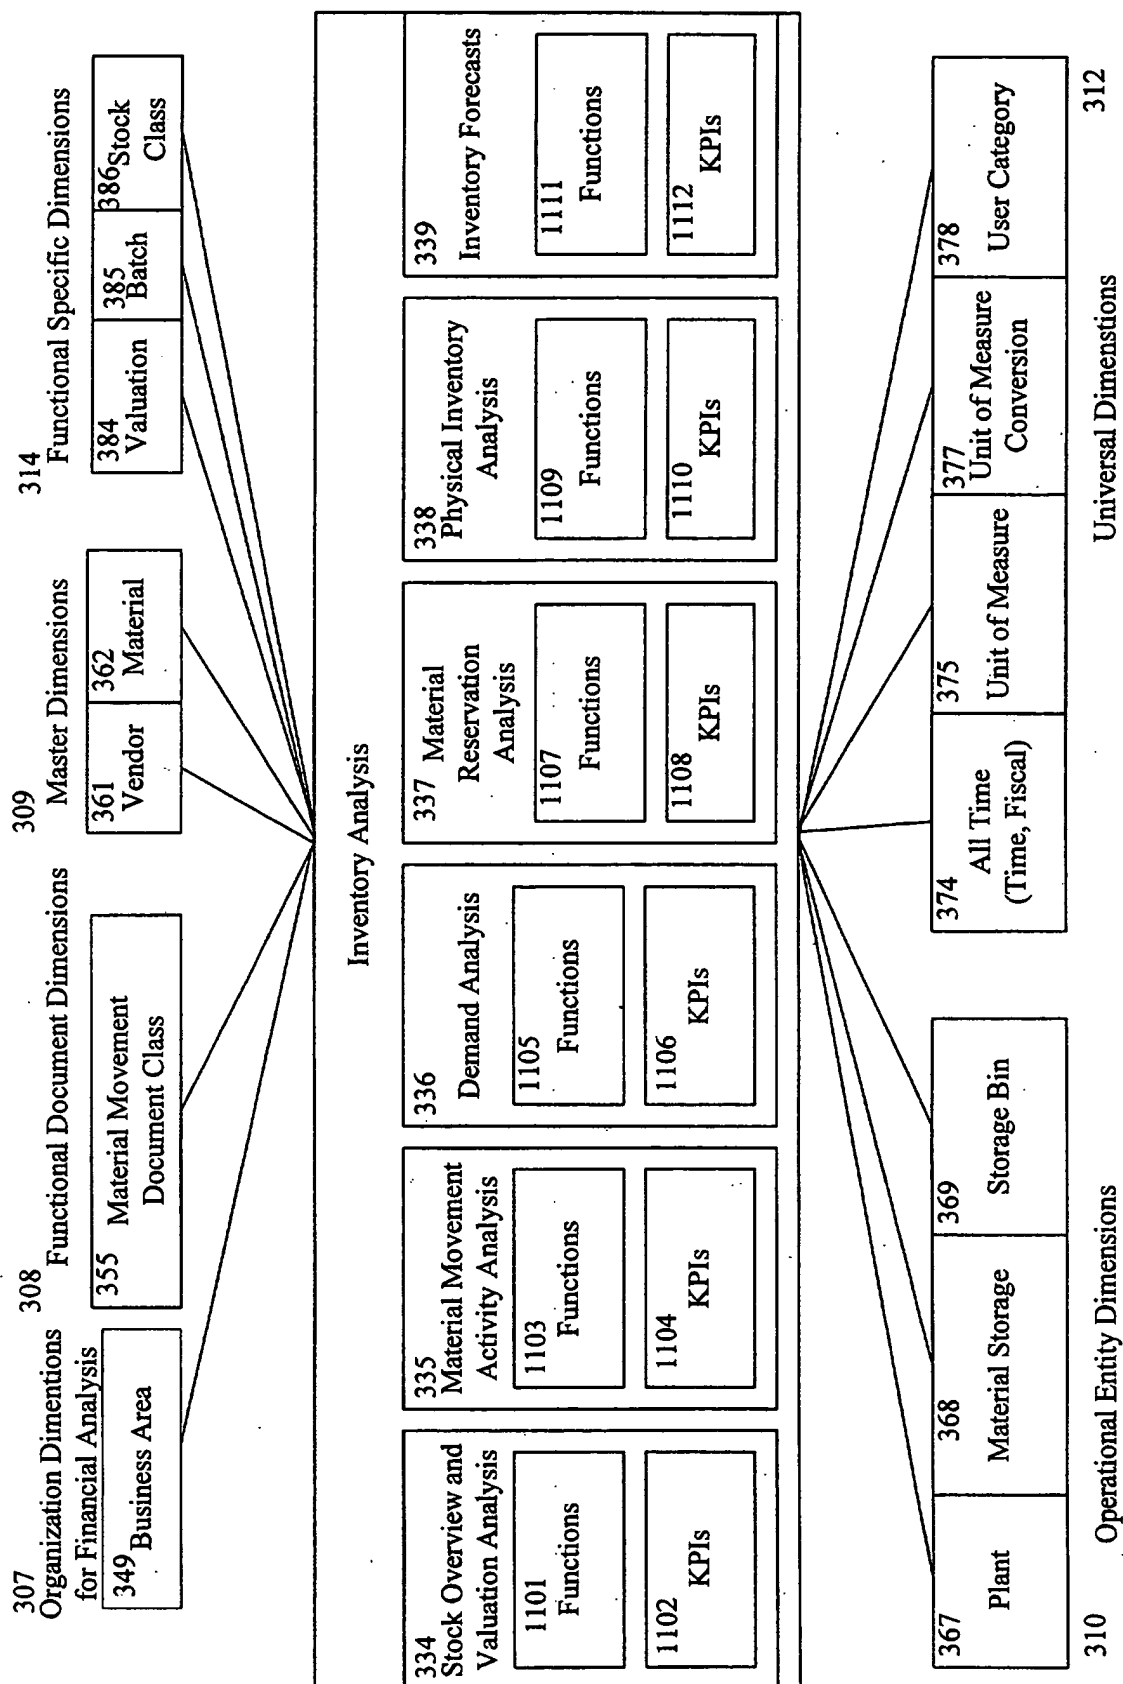 307
Organization Dimentions
for Financial Analysis
349 Business Area
308
Functional Document Dimensions
355
Material Movement
Document Class
309
Master Dimensions
361
Vendor
362
Material
314
Functional Specific Dimensions
384
Valuation
385
Batch
386 Stock
Class
Inventory Analysis
334
Stock Overview and
Valuation Analysis
1101
Functions
1102
KPIs
335
Material Movement
Activity Analysis
1103
Functions
1104
KPIs
336
Demand Analysis
1105
Functions
1106
KPIs
337 Material
Reservation
Analysis
1107
Functions
1108
KPIs
338
Physical Inventory
Analysis
1109
Functions
1110
KPIs
339
Inventory Forecasts
1111
Functions
1112
KPIs
367
Plant
368
Material Storage
369
Storage Bin
310
Operational Entity Dimensions
374
All Time
(Time, Fiscal)
375
Unit of Measure
377
Unit of Measure
Conversion
378
User Category
Universal Dimenstions
312